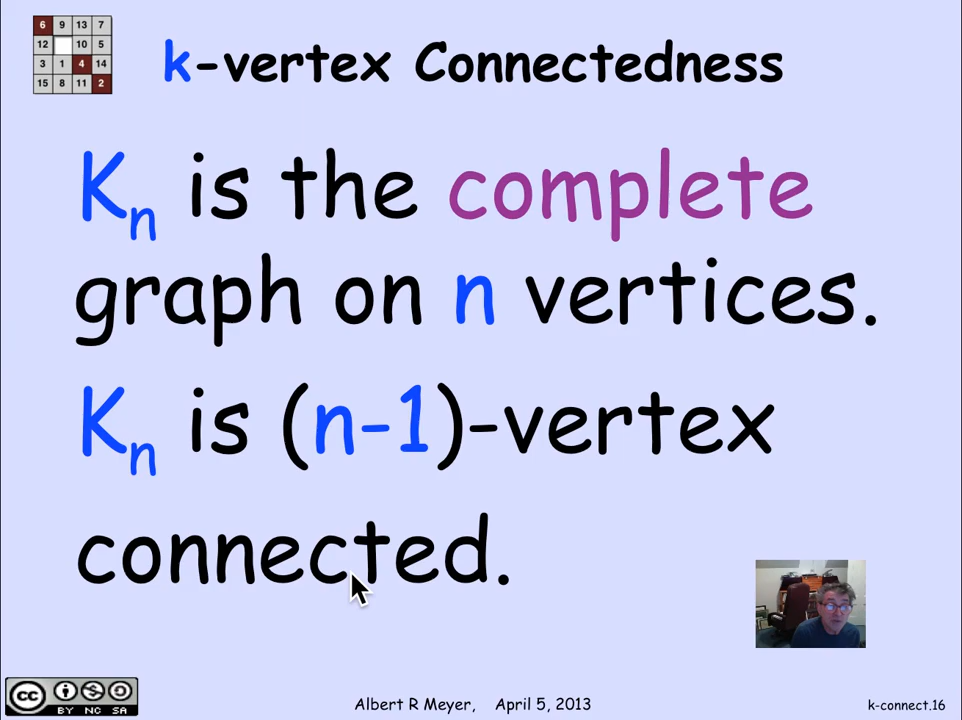 6 9 13 7
12 10 5
3 1 4 14
15 8 11 2
k-vertex Connectedness
Kn is the complete
graph on n vertices.
Kn is (n-1)-vertex
connected.
cc
BY NC SA
Albert R Meyer, April 5, 2013
k-connect.16